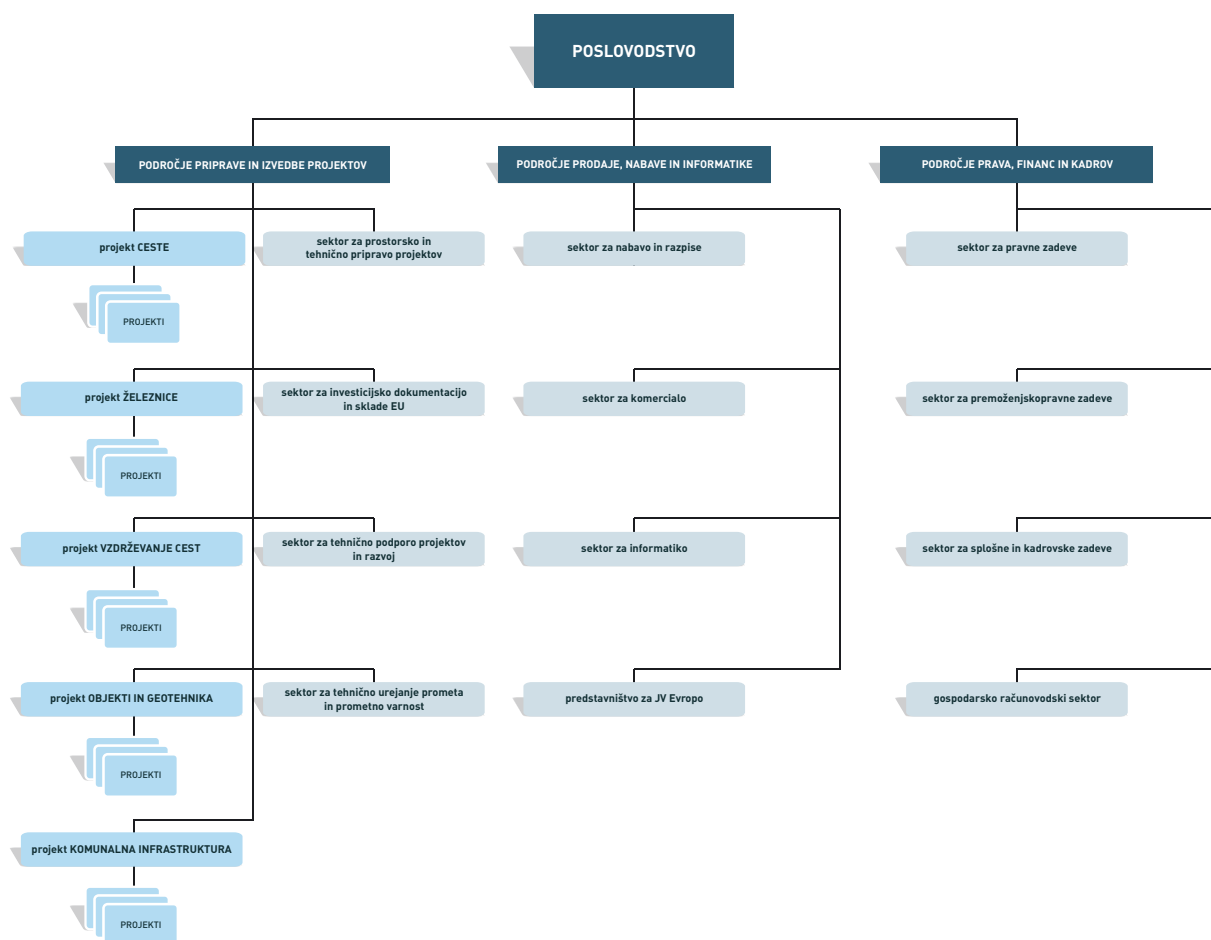 POSLOVODSTVO
PODROČJE PRIPRAVE IN IZVEDBE PROJEKTOV
PODROČJE PRODAJE, NABAVE IN INFORMATIKE
PODROČJE PRAVA, FINANC IN KADROV
projekt CESTE
sektor za prostorsko in
tehnično pripravo projektov
sektor za nabavo in razpise
sektor za pravne zadeve
PROJEKTI
projekt ŽELEZNICE
sektor za investicijsko dokumentacijo
in sklade EU
sektor za komercialo
sektor za premoženjskopravne zadeve
PROJEKTI
projekt VZDRŽEVANJE CEST
sektor za tehnično podporo projektov
in razvoj
sektor za informatiko
sektor za splošne in kadrovske zadeve
PROJEKTI
projekt OBJEKTI IN GEOTEHNIKA
sektor za tehnično urejanje prometa
in prometno varnost
predstavništvo za JV Evropo
gospodarsko računovodski sektor
PROJEKTI
projekt KOMUNALNA INFRASTRUKTURA
PROJEKTI